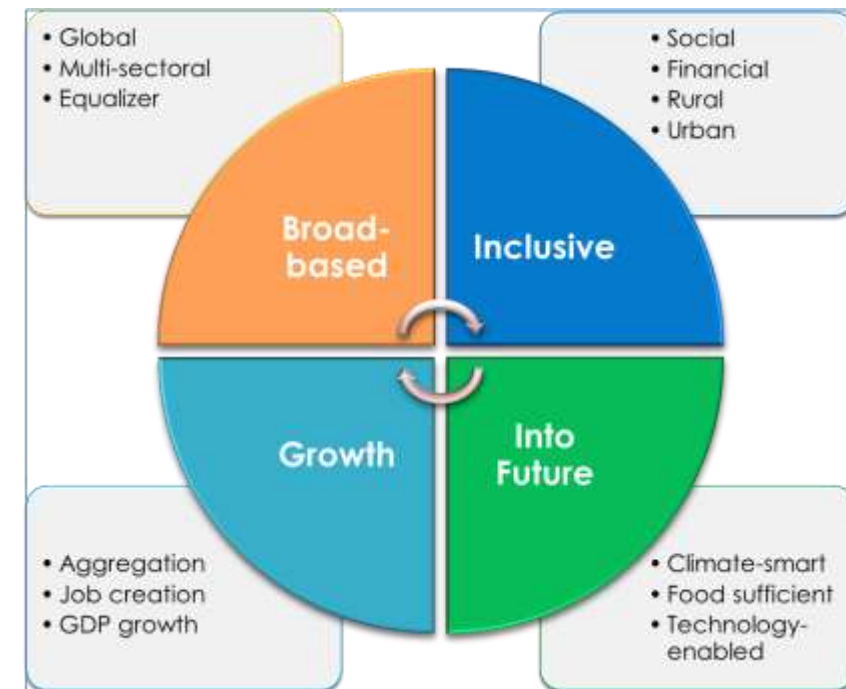 • Global
• Multi-sectoral
• Equalizer
• Social
• Financial
• Rural
• Urban
Broad-
based
Inclusive
Growth
Into
Future
• Aggregation
• Job creation
• GDP growth
• Climate-smart
• Food sufficient
• Technology-
enabled